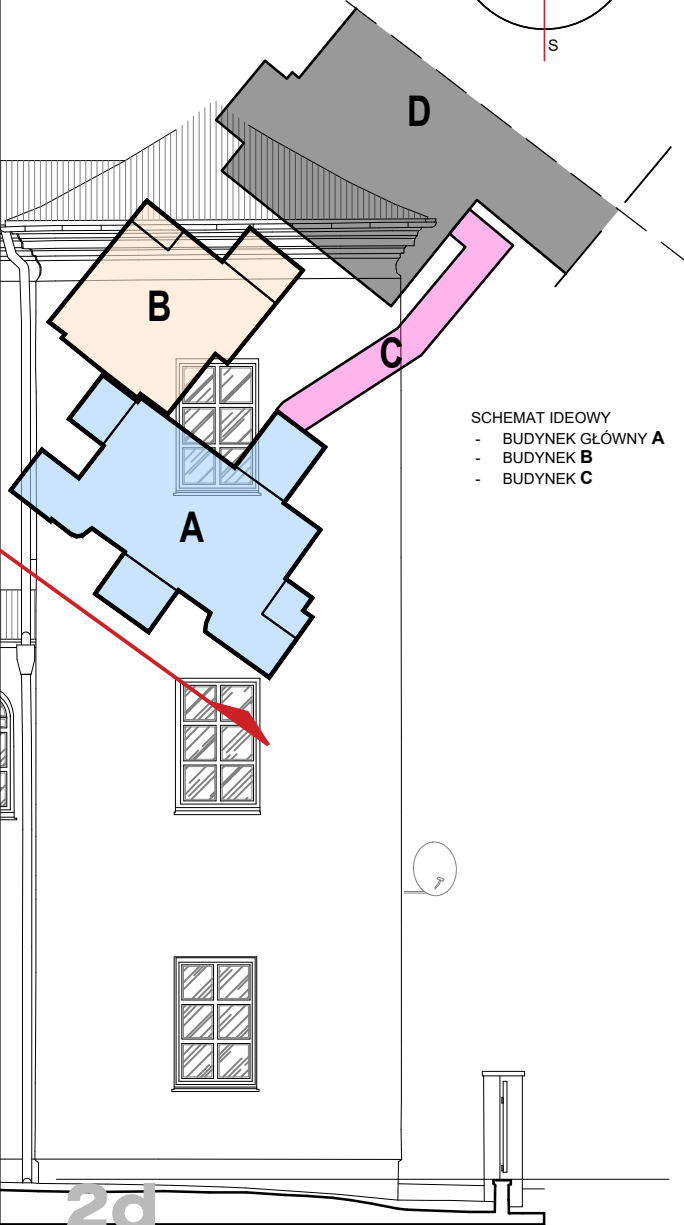 S
D
B
C
SCHEMAT IDEOWY
- BUDYNEK GŁÓWNY A
- BUDYNEK B
- BUDYNEK C
A
2d